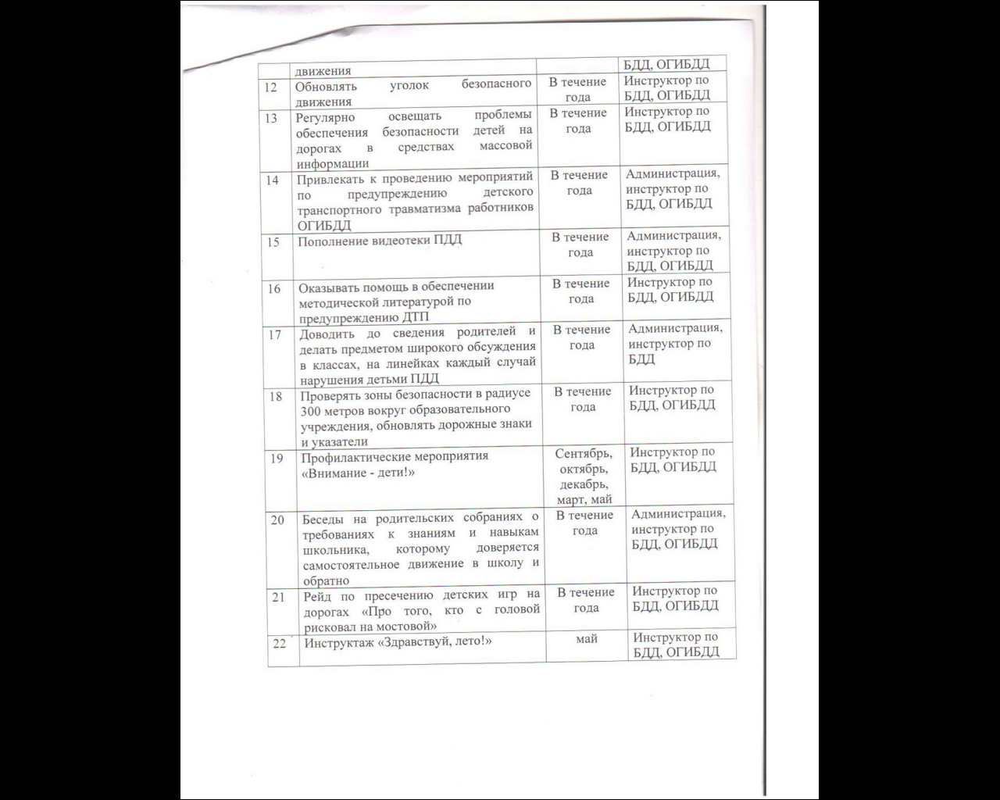 движения БДД, ОГИБДД
12 Обновлять уголок безопасного В течение Инструктор по
движения года БДД, ОГИБДД
13 Регулярно освещать проблемы В течение Инструктор по
обеспечения безопасности детей на года БДД, ОГИБДД
дорогах в средствах массовой
информации
14 Привлекать к проведению мероприятий В течение Администрация,
по предупреждению детского года инструктор по
транспортного травматизма работников БДД, ОГИБДД
ОГИБДД
15 Пополнение видеотеки ПДД В течение Администрация,
года инструктор по
БДД, ОГИБДД
16 Оказывать помощь в обеспечении В течение Инструктор по
методической литературой по года БДД, ОГИБДД
предупреждению ДТП
17 Доводить до сведения родителей и В течение Администрация,
делать предметом широкого обсуждения года инструктор по
в классах, на линейках каждый случай БДД
нарушения детьми ПДД
18 Проверять зоны безопасности в радиусе В течение Инструктор по
300 метров вокруг образовательного года БДД, ОГИБДД
учреждения, обновлять дорожные знаки
и указатели
19 Профилактические мероприятия Сентябрь, Инструктор по
«Внимание - дети!» октябрь, БДД, ОГИБДД
декабрь,
март, май
20 Беседы на родительских собраниях о В течение Администрация,
требованиях к знаниям и навыкам года инструктор по
школьника, которому доверяется БДД, ОГИБДД
самостоятельное движение в школу и
обратно
21 Рейд по пресечению детских игр на В течение Инструктор по
дорогах «Про того, кто с головой года БДД, ОГИБДД
рисковал на мостовой»
22 Инструктаж «Здравствуй, лето!» май Инструктор по
БДД, ОГИБДД